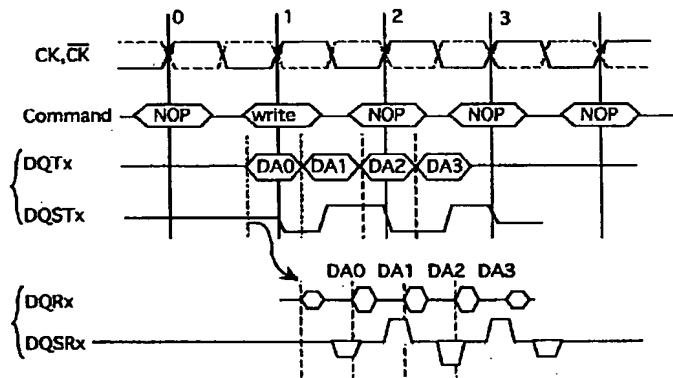 0 1 2 3
CK,C̅K̅
Command NOP write NOP NOP NOP
DQTx DA0 DA1 DA2 DA3
DQSTx
DA0 DA1 DA2 DA3
DQRx
DQSRx